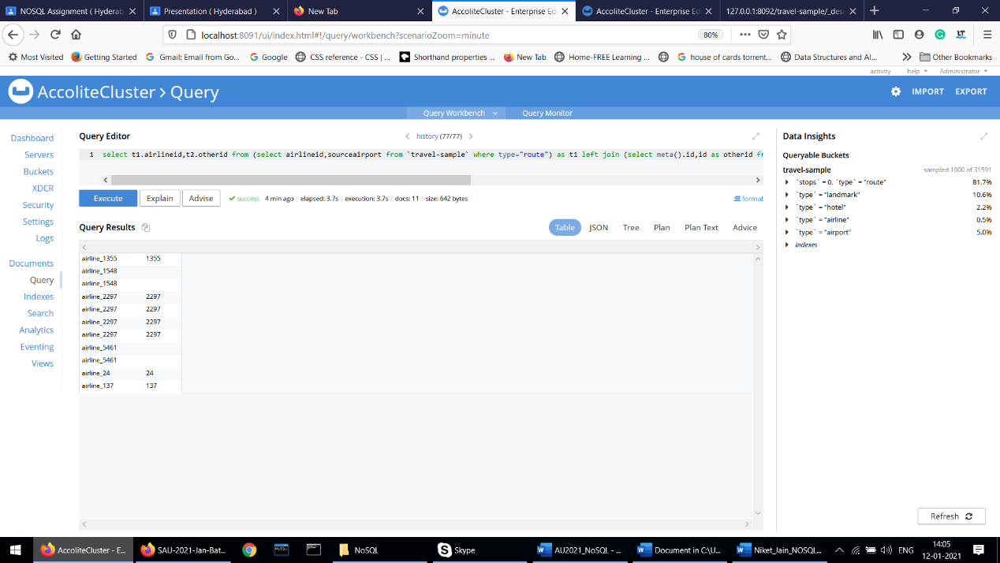 NOSQL Assignment ( Hyderab
Presentation ( Hyderabad )
New Tab
AccoliteCluster - Enterprise Edi
AccoliteCluster - Enterprise Edi
127.0.0.1:8092/travel-sample/_des
localhost:8091/ui/index.html#!/query/workbench?scenarioZoom=minute
80%
Most Visited
Getting Started
Gmail: Email from Go...
Google
CSS reference - CSS | ...
Shorthand properties ...
New Tab
Home-FREE Learning ...
house of cards torrent...
Data Structures and Al...
Other Bookmarks
activity
help
Administrator
AccoliteCluster > Query
IMPORT
EXPORT
Query Workbench
Query Monitor
Dashboard
Servers
Buckets
XDCR
Security
Settings
Logs
Documents
Query
Indexes
Search
Analytics
Eventing
Views
Query Editor
history (77/77)
1 select t1.airlineid,t2.otherid from (select airlineid,sourceairport from `travel-sample` where type="route") as t1 left join (select meta().id,id as otherid fr
Execute
Explain
Advise
success
4 min ago
elapsed: 3.7s
execution: 3.7s
docs: 11
size: 642 bytes
format
Query Results
Table
JSON
Tree
Plan
Plan Text
Advice
airline_1355 1355
airline_1548
airline_1548
airline_2297 2297
airline_2297 2297
airline_2297 2297
airline_2297 2297
airline_5461
airline_5461
airline_24 24
airline_137 137
Data Insights
Queryable Buckets
travel-sample
sampled 1000 of 31591
`stops` = 0, `type` = "route" 81.7%
`type` = "landmark" 10.6%
`type` = "hotel" 2.2%
`type` = "airline" 0.5%
`type` = "airport" 5.0%
Indexes
Refresh
AccoliteCluster - E...
SAU-2021-Jan-Bat...
NoSQL
Skype
AU2021_NoSQL - ...
Document in C:\U...
Niket_Jain_NOSQL...
ENG
14:05
12-01-2021